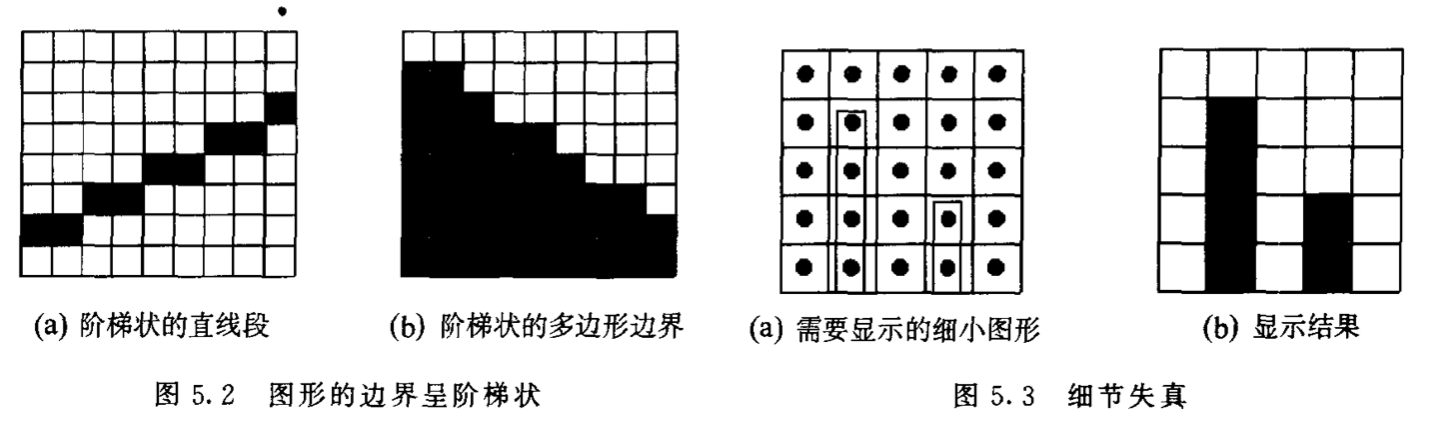 (a) 阶梯状的直线段
(b) 阶梯状的多边形边界
(a) 需要显示的细小图形
(b) 显示结果
图 5.2 图形的边界呈阶梯状
图 5.3 细节失真